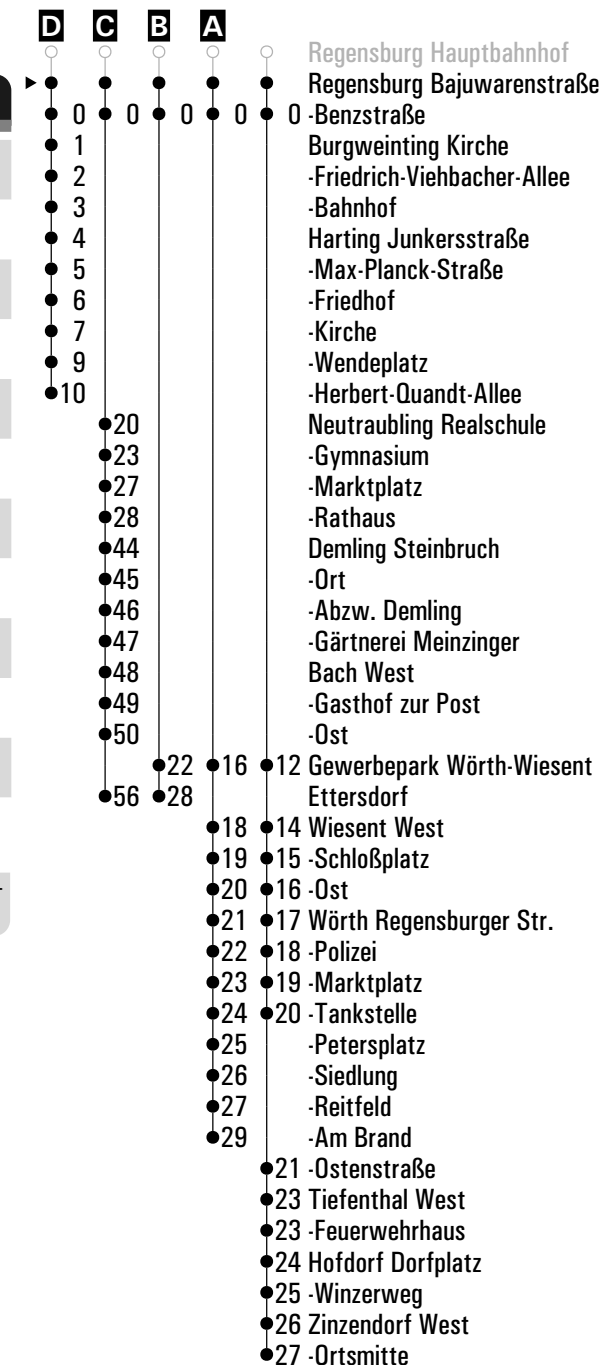 D C B A
Regensburg Hauptbahnhof
Regensburg Bajuwarenstraße
0 0 0 0 0 -Benzstraße
1 Burgweinting Kirche
2 -Friedrich-Viehbacher-Allee
3 -Bahnhof
4 Harting Junkersstraße
5 -Max-Planck-Straße
6 -Friedhof
7 -Kirche
9 -Wendeplatz
10 -Herbert-Quandt-Allee
20 Neutraubling Realschule
23 -Gymnasium
27 -Marktplatz
28 -Rathaus
44 Demling Steinbruch
45 -Ort
46 -Abzw. Demling
47 -Gärtnerei Meinzinger
48 Bach West
49 -Gasthof zur Post
50 -Ost
22 16 12 Gewerbepark Wörth-Wiesent
56 28 Ettersdorf
18 14 Wiesent West
19 15 -Schloßplatz
20 16 -Ost
21 17 Wörth Regensburger Str.
22 18 -Polizei
23 19 -Marktplatz
24 20 -Tankstelle
25 -Petersplatz
26 -Siedlung
27 -Reitfeld
29 -Am Brand
21 -Ostenstraße
23 Tiefenthal West
23 -Feuerwehrhaus
24 Hofdorf Dorfplatz
25 -Winzerweg
26 Zinzendorf West
27 -Ortsmitte